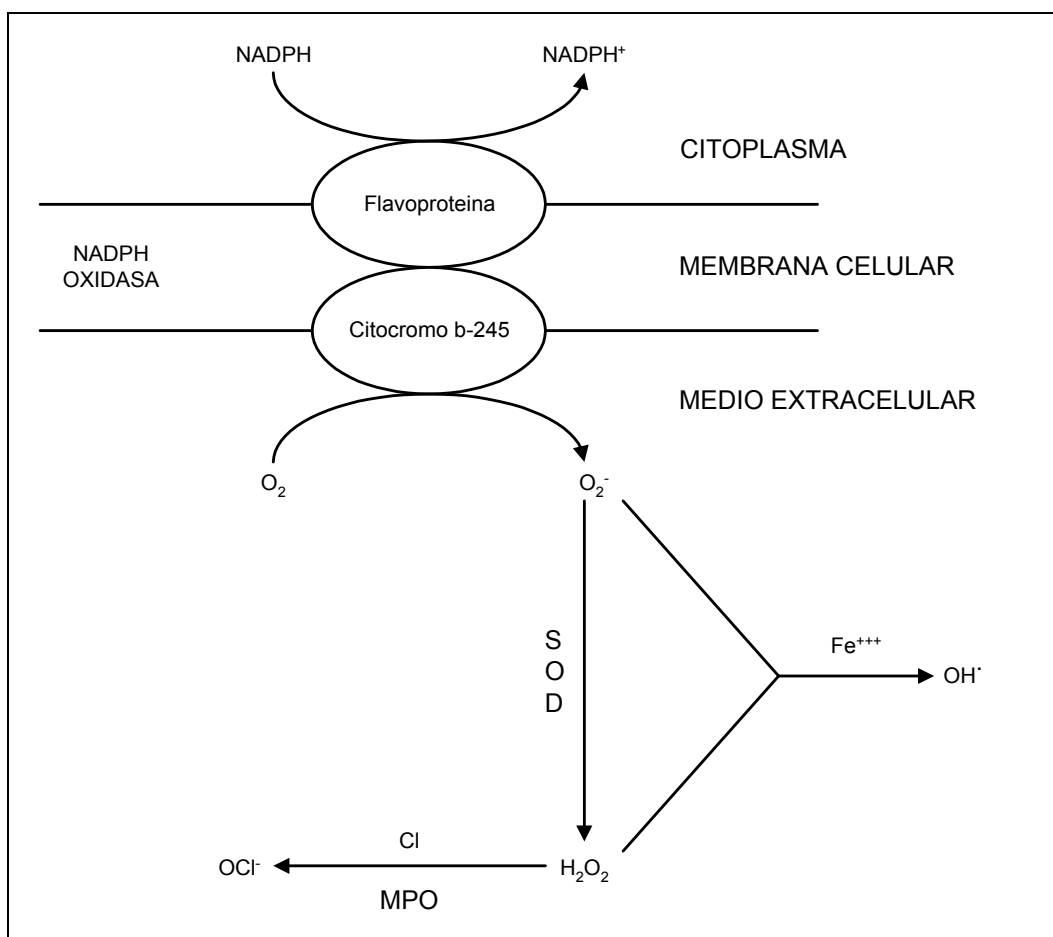 NADPH
NADPH⁺
CITOPLASMA
Flavoproteina
NADPH
OXIDASA
MEMBRANA CELULAR
Citocromo b-245
MEDIO EXTRACELULAR
O₂
O₂⁻
S
O
D
Fe⁺⁺⁺
OH˙
Cl
OCl⁻
H₂O₂
MPO